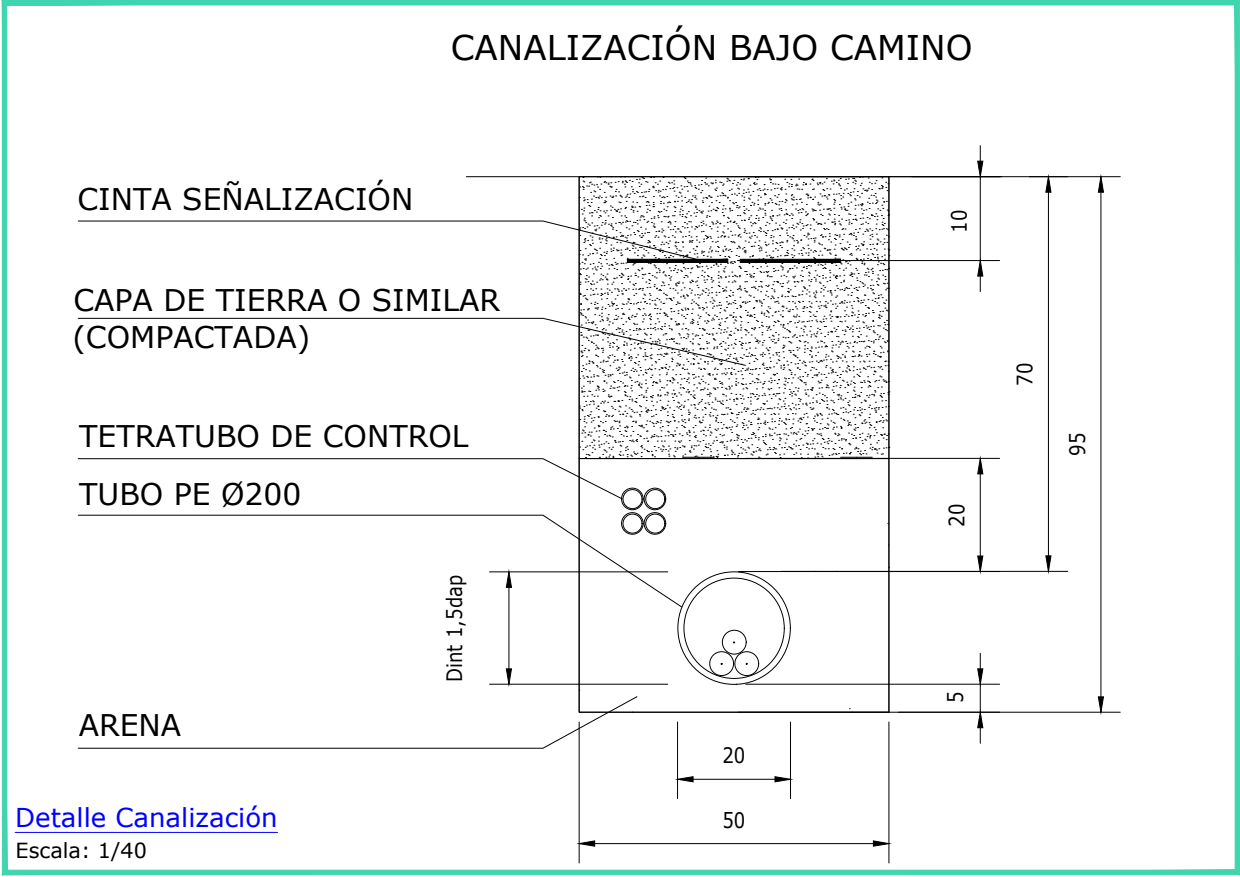 CANALIZACIÓN BAJO CAMINO
CINTA SEÑALIZACIÓN
CAPA DE TIERRA O SIMILAR
(COMPACTADA)
TETRATUBO DE CONTROL
TUBO PE Ø200
Dint 1,5dap
ARENA
10
70
95
20
5
20
50
Detalle Canalización
Escala: 1/40